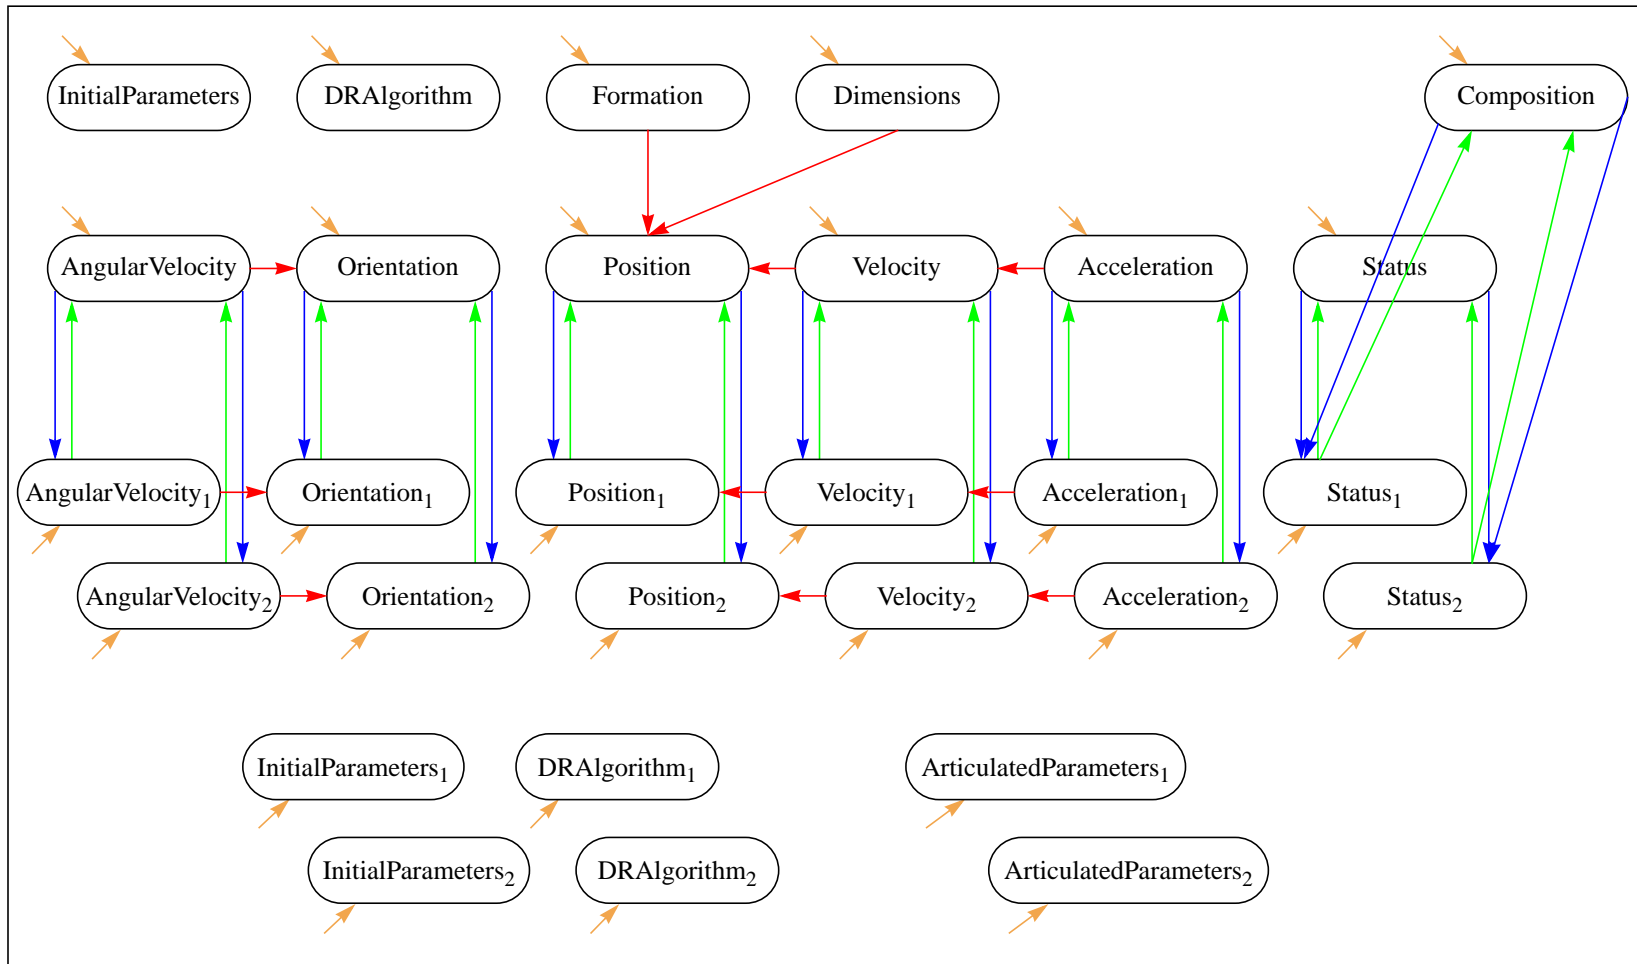 InitialParameters DRAlgorithm Formation Dimensions Composition
AngularVelocity Orientation Position Velocity Acceleration Status
AngularVelocity₁ Orientation₁ Position₁ Velocity₁ Acceleration₁ Status₁
AngularVelocity₂ Orientation₂ Position₂ Velocity₂ Acceleration₂ Status₂
InitialParameters₁ DRAlgorithm₁ ArticulatedParameters₁
InitialParameters₂ DRAlgorithm₂ ArticulatedParameters₂